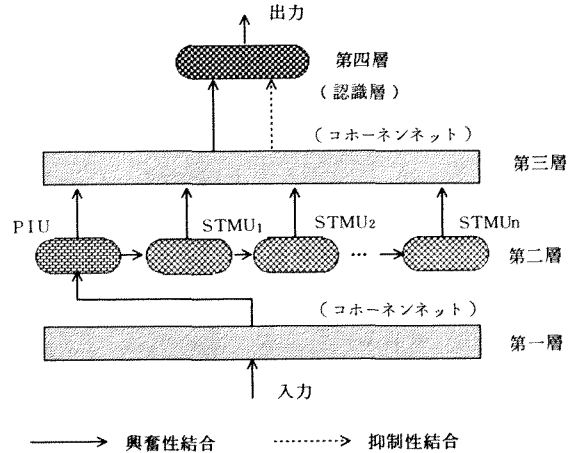 出力
第四層
(認識層)
(コホーネンネット)
第三層
PIU
STMU1
STMU2
STMUn
…
第二層
(コホーネンネット)
第一層
入力
興奮性結合
抑制性結合